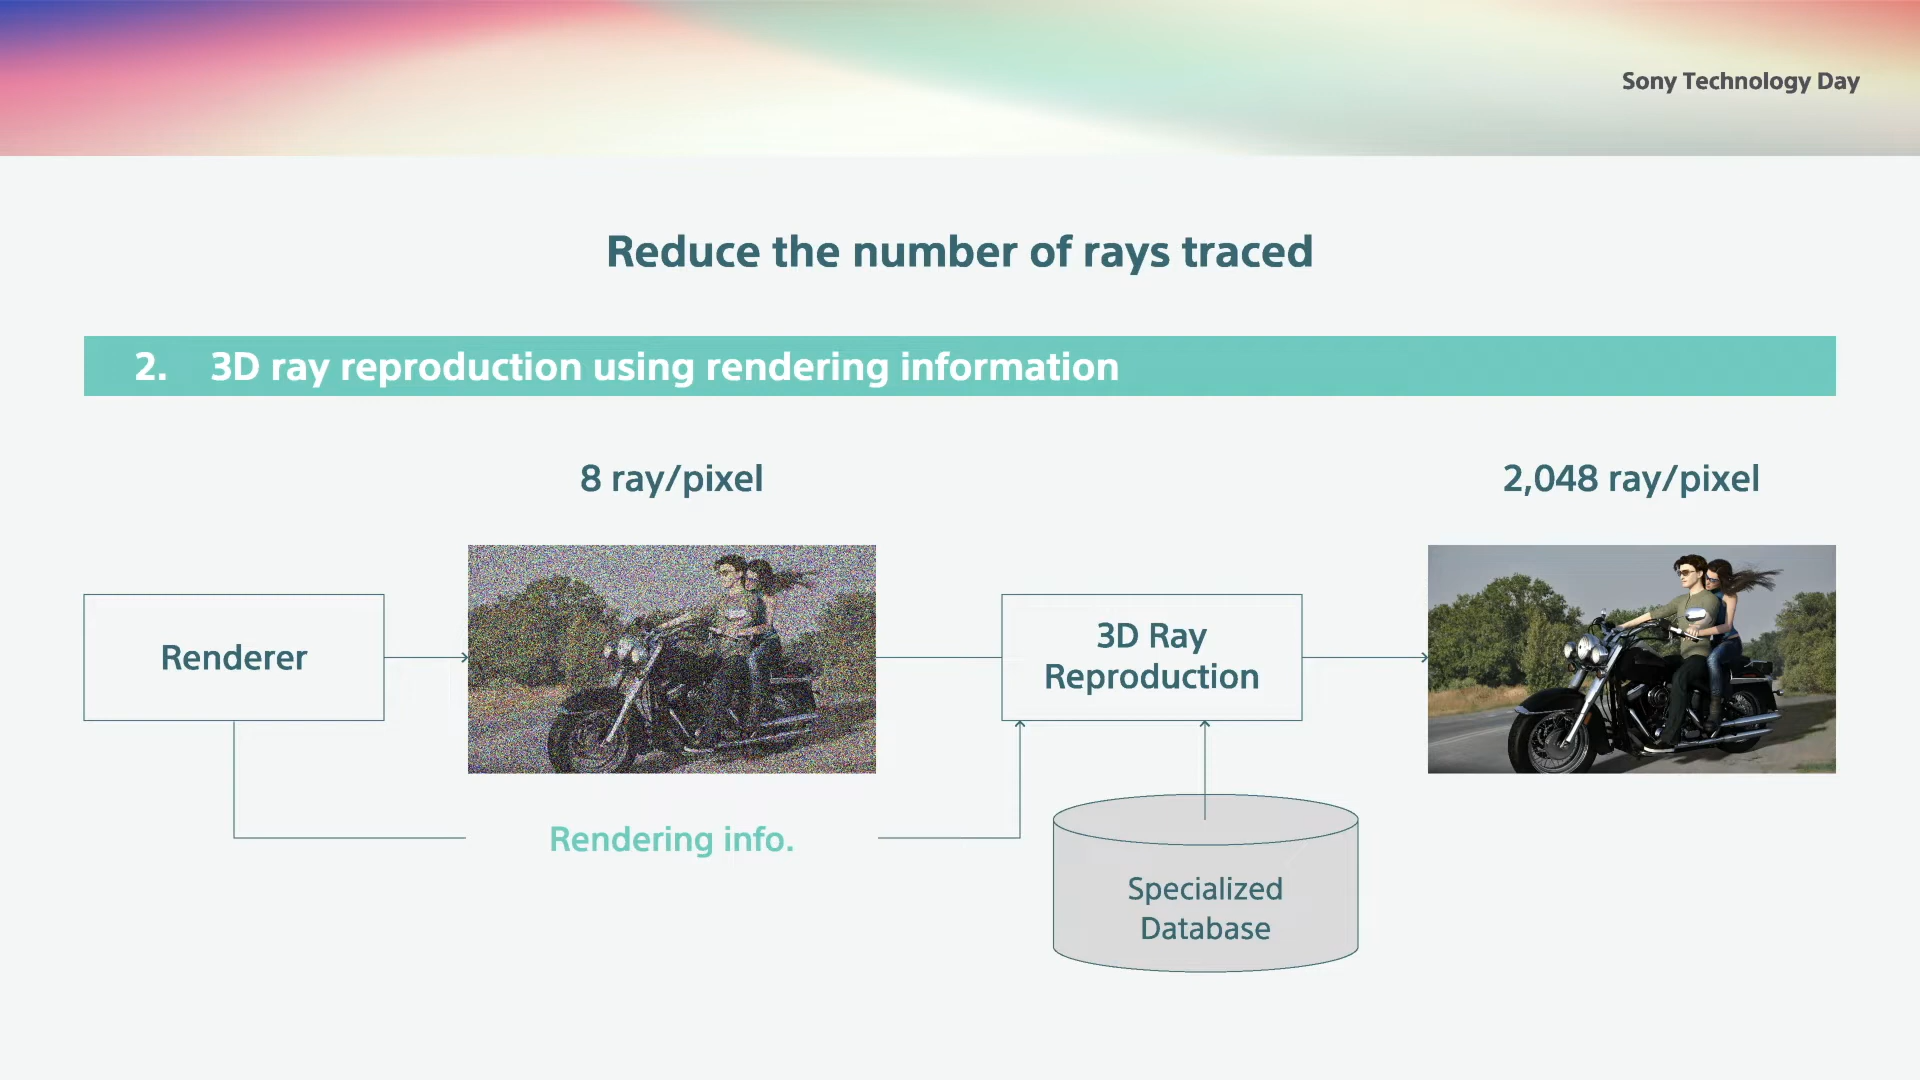 Sony Technology Day
Reduce the number of rays traced
2. 3D ray reproduction using rendering information
8 ray/pixel
2,048 ray/pixel
Renderer
3D Ray
Reproduction
Rendering info.
Specialized
Database